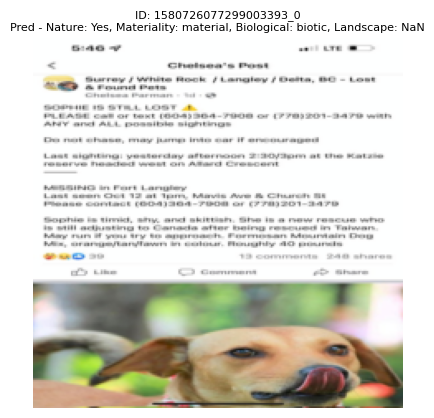 ID: 1580726077299003393_0
Pred - Nature: Yes, Materiality: material, Biological: biotic, Landscape: NaN
5:46
LTE
Chelsea's Post
Surrey / White Rock / Langley / Delta, BC - Lost
& Found Pets
Chelsea Parman · 1d ·
SOPHIE IS STILL LOST ⚠️
PLEASE call or text (604)364-7908 or (778)201-3479 with
ANY and ALL possible sightings
Do not chase, may jump into car if encouraged
Last sighting: yesterday afternoon 2:30/3pm at the Katzie
reserve headed west on Allard Crescent
MISSING in Fort Langley
Last seen Oct 12 at 1pm, Mavis Ave & Church St
Please contact (604)364-7908 or (778)201-3479
Sophie is timid, shy, and skittish. She is a new rescue who
is still adjusting to Canada after being rescued in Taiwan.
May run if you try to approach. Formosan Mountain Dog
Mix, orange/tan/fawn in colour. Roughly 40 pounds
39
13 comments 248 shares
Like Comment Share